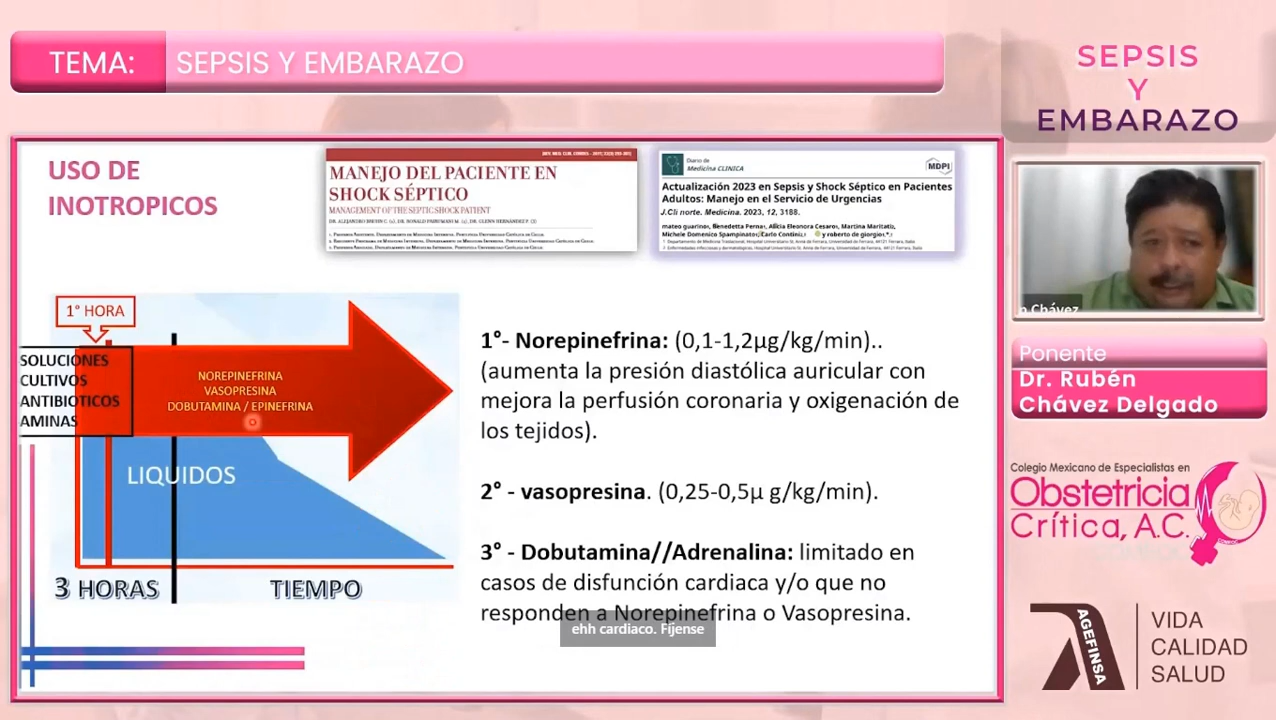 TEMA: SEPSIS Y EMBARAZO
SEPSIS
Y
EMBARAZO
USO DE
INOTROPICOS
MANEJO DEL PACIENTE EN
SHOCK SÉPTICO
MANAGEMENT OF THE SEPTIC SHOCK PATIENT
Diario de
Medicina CLINICA
MDPI
Actualización 2023 en Sepsis y Shock Séptico en Pacientes
Adultos: Manejo en el Servicio de Urgencias
J.Cli norte. Medicina. 2023, 12, 3188.
1° HORA
SOLUCIONES
CULTIVOS
ANTIBIOTICOS
AMINAS
NOREPINEFRINA
VASOPRESINA
DOBUTAMINA / EPINEFRINA
LIQUIDOS
3 HORAS
TIEMPO
1°- Norepinefrina: (0,1-1,2µg/kg/min)..
(aumenta la presión diastólica auricular con
mejora la perfusión coronaria y oxigenación de
los tejidos).
2° - vasopresina. (0,25-0,5µ g/kg/min).
3° - Dobutamina//Adrenalina: limitado en
casos de disfunción cardiaca y/o que no
responden a Norepinefrina o Vasopresina.
ehh cardiaco. Fíjense
Chávez
Ponente
Dr. Rubén
Chávez Delgado
Colegio Mexicano de Especialistas en
Obstetricia
Crítica, A.C.
AGEFINSA
VIDA
CALIDAD
SALUD